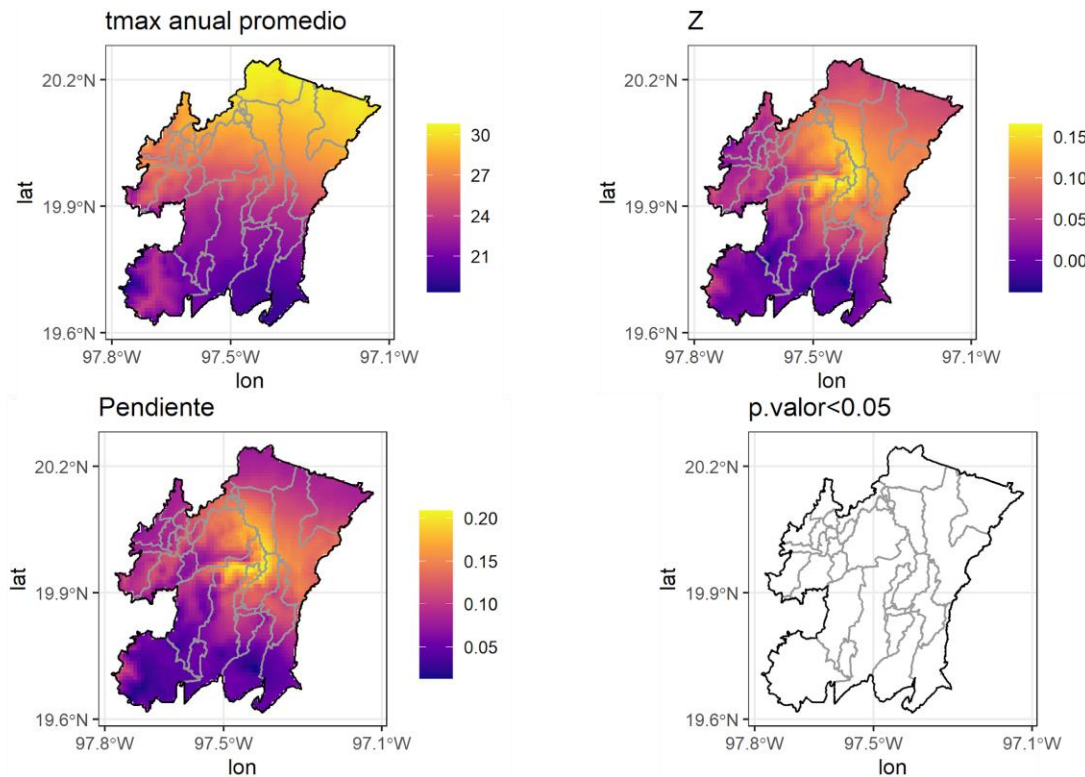 tmax anual promedio
20.2°N
19.9°N
19.6°N
lat
97.8°W 97.5°W 97.1°W
lon
30
27
24
21
Z
20.2°N
19.9°N
19.6°N
lat
97.8°W 97.5°W 97.1°W
lon
0.15
0.10
0.05
0.00
Pendiente
20.2°N
19.9°N
19.6°N
lat
97.8°W 97.5°W 97.1°W
lon
0.20
0.15
0.10
0.05
p.valor<0.05
20.2°N
19.9°N
19.6°N
lat
97.8°W 97.5°W 97.1°W
lon